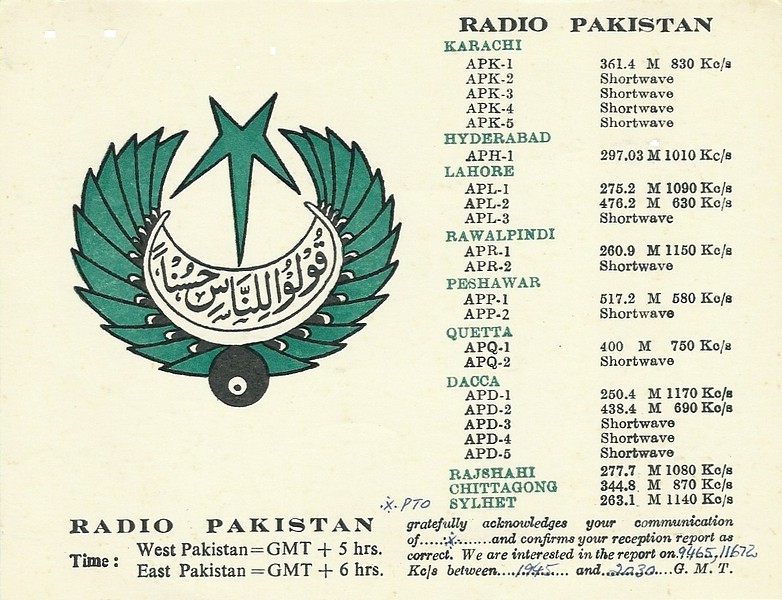 قُولُوا لِلنَّاسِ حُسْنًا
RADIO PAKISTAN
KARACHI
APK-1 361.4 M 830 Kc/s
APK-2 Shortwave
APK-3 Shortwave
APK-4 Shortwave
APK-5 Shortwave
HYDERABAD
APH-1 297.03 M 1010 Kc/s
LAHORE
APL-1 275.2 M 1090 Kc/s
APL-2 476.2 M 630 Kc/s
APL-3 Shortwave
RAWALPINDI
APR-1 260.9 M 1150 Kc/s
APR-2 Shortwave
PESHAWAR
APP-1 517.2 M 580 Kc/s
APP-2 Shortwave
QUETTA
APQ-1 400 M 750 Kc/s
APQ-2 Shortwave
DACCA
APD-1 250.4 M 1170 Kc/s
APD-2 438.4 M 690 Kc/s
APD-3 Shortwave
APD-4 Shortwave
APD-5 Shortwave
RAJSHAHI 277.7 M 1080 Kc/s
CHITTAGONG 344.8 M 870 Kc/s
SYLHET 263.1 M 1140 Kc/s
RADIO PAKISTAN
Time: West Pakistan=GMT + 5 hrs.
East Pakistan=GMT + 6 hrs.
.x. PTO
gratefully acknowledges your communication
of.....x.......and confirms your reception report as
correct. We are interested in the report on 9465, 11672
Kc/s between....1945.... and....2030....G. M. T.